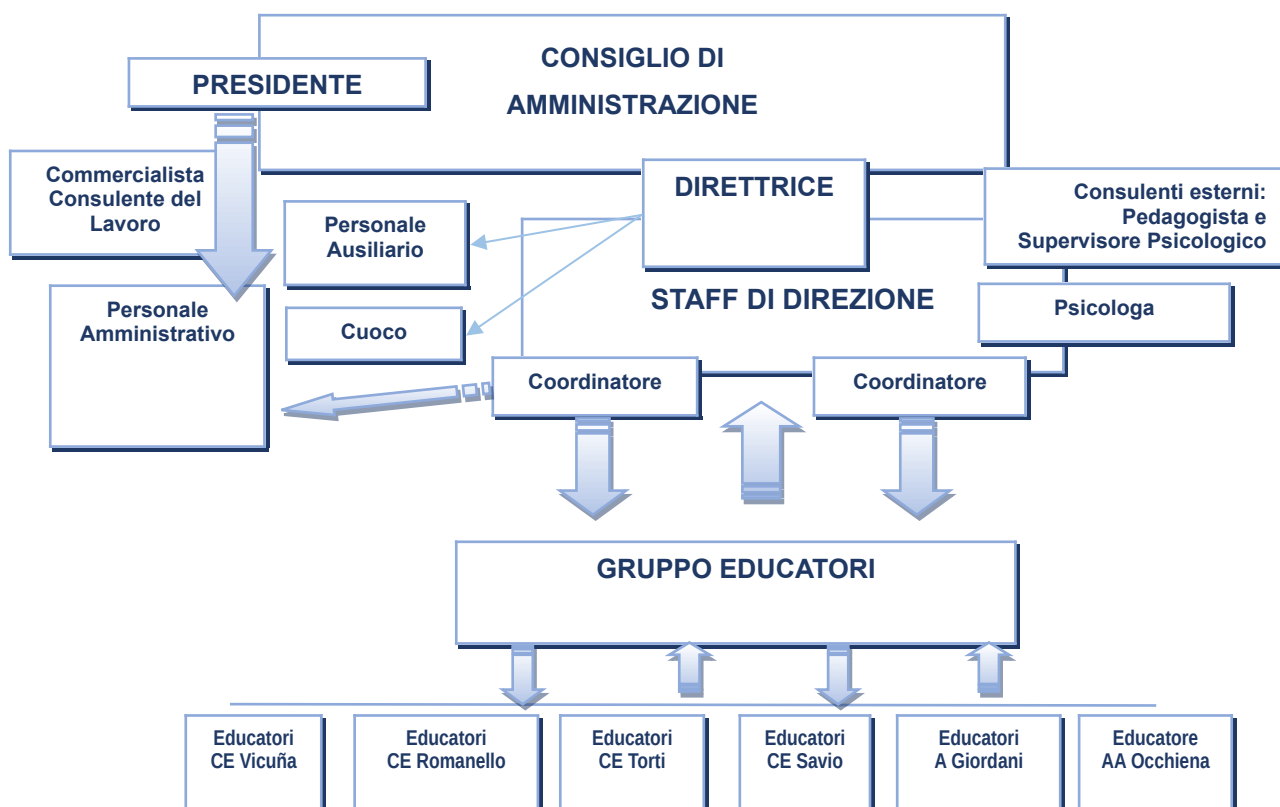 CONSIGLIO DI
AMMINISTRAZIONE
PRESIDENTE
Commercialista
Consulente del
Lavoro
DIRETTRICE
Consulenti esterni:
Pedagogista e
Supervisore Psicologico
Personale
Ausiliario
STAFF DI DIREZIONE
Psicologa
Personale
Amministrativo
Cuoco
Coordinatore
Coordinatore
GRUPPO EDUCATORI
Educatori
CE Vicuña
Educatori
CE Romanello
Educatori
CE Torti
Educatori
CE Savio
Educatori
A Giordani
Educatore
AA Occhiena